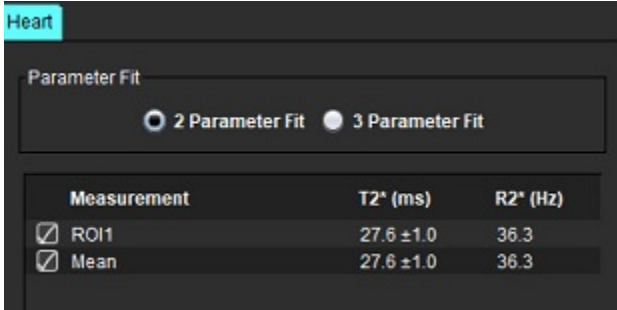 Heart
Parameter Fit
2 Parameter Fit 3 Parameter Fit
Measurement T2* (ms) R2* (Hz)
ROI1 27.6 ±1.0 36.3
Mean 27.6 ±1.0 36.3